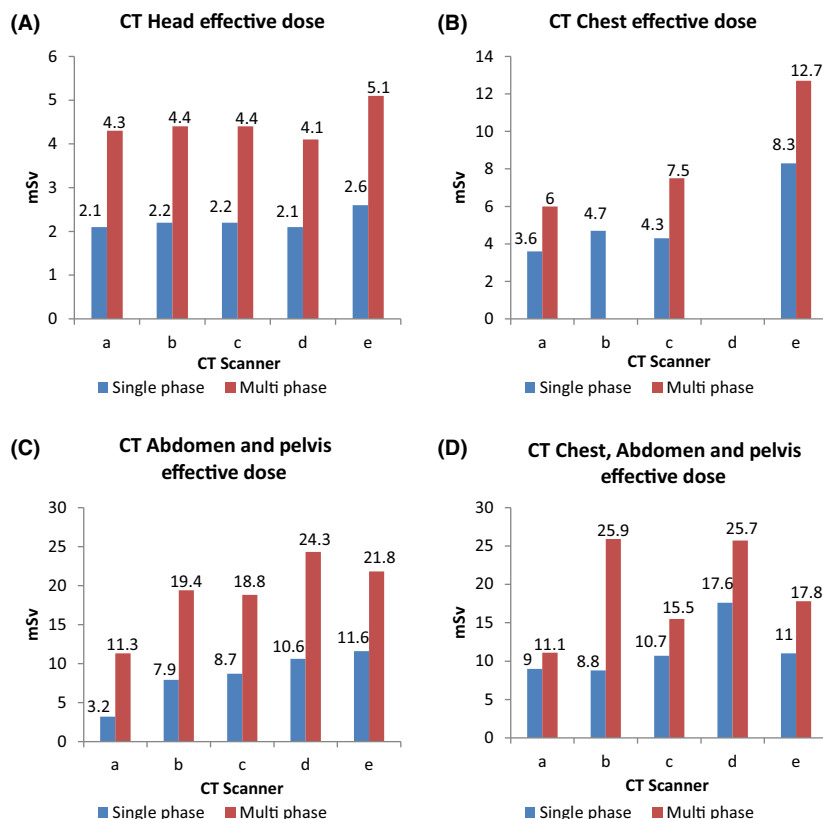 (A)
CT Head effective dose
6
5
4
3
2
1
0
mSv
4.3
4.4
4.4
4.1
5.1
2.1
2.2
2.2
2.1
2.6
a b c d e
CT Scanner
Single phase Multi phase
(B)
CT Chest effective dose
14
12
10
8
6
4
2
0
mSv
12.7
8.3
7.5
6
4.7
4.3
3.6
a b c d e
CT Scanner
Single phase Multi phase
(C)
CT Abdomen and pelvis
effective dose
30
25
20
15
10
5
0
mSv
24.3
21.8
19.4
18.8
11.3
10.6
11.6
7.9
8.7
3.2
a b c d e
CT Scanner
Single phase Multi phase
(D)
CT Chest, Abdomen and pelvis
effective dose
30
25
20
15
10
5
0
mSv
25.9
25.7
17.6
17.8
15.5
9
11.1
8.8
10.7
11
a b c d e
CT Scanner
Single phase Multi phase